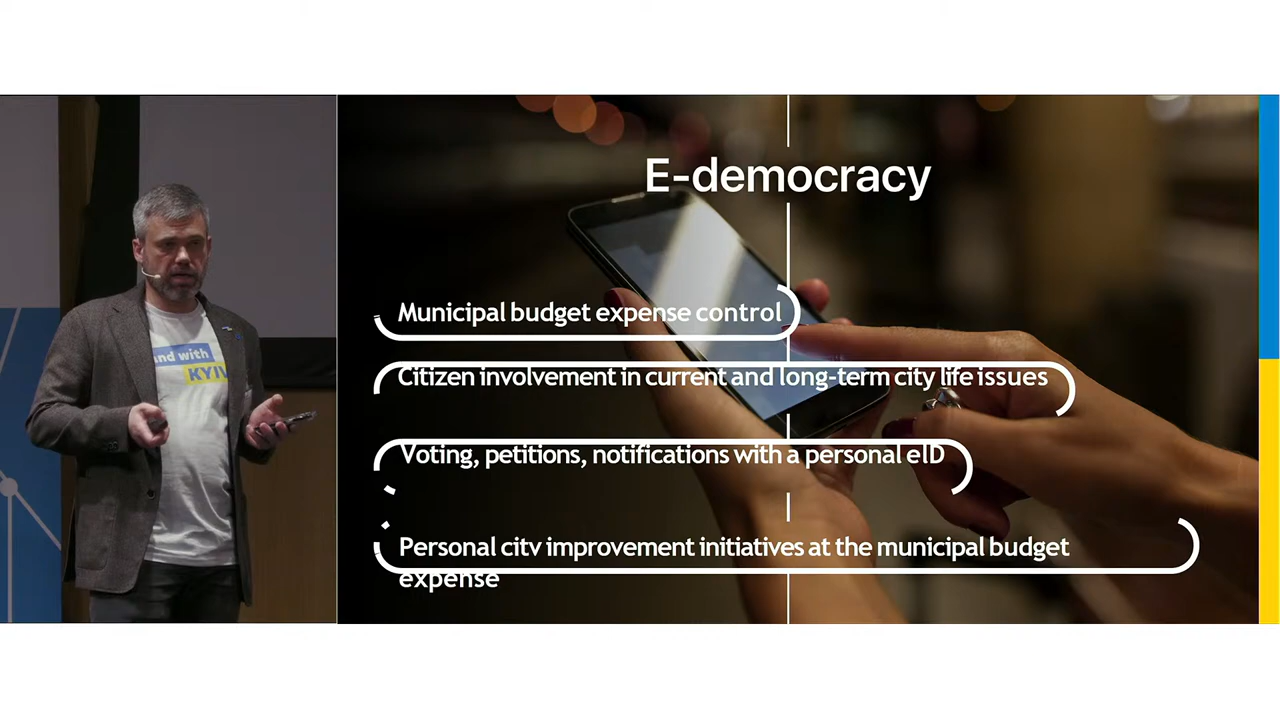 E-democracy
Municipal budget expense control
Citizen involvement in current and long-term city life issues
Voting, petitions, notifications with a personal eID
Personal city improvement initiatives at the municipal budget
expense
with
KYIV